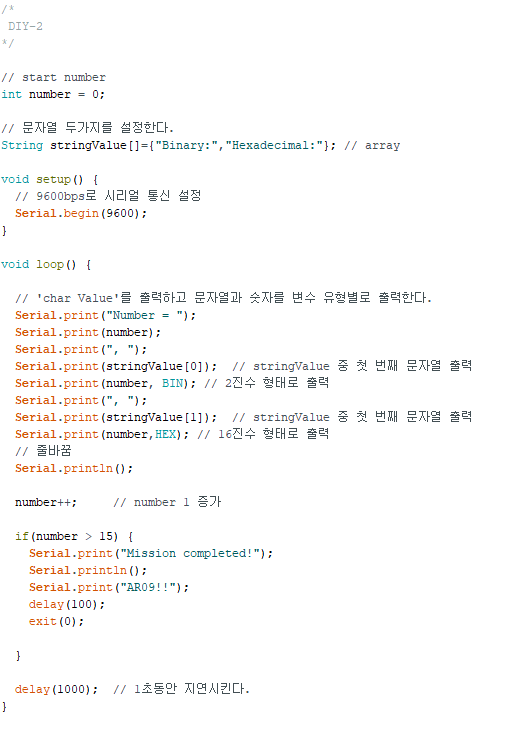 /*
 DIY-2
*/

// start number
int number = 0;

// 문자열 두가지를 설정한다.
String stringValue[]={"Binary:","Hexadecimal:"}; // array

void setup() {
  // 9600bps로 시리얼 통신 설정
  Serial.begin(9600);
}

void loop() {

  // 'char Value'를 출력하고 문자열과 숫자를 변수 유형별로 출력한다.
  Serial.print("Number = ");
  Serial.print(number);
  Serial.print(", ");
  Serial.print(stringValue[0]);  // stringValue 중 첫 번째 문자열 출력
  Serial.print(number, BIN); // 2진수 형태로 출력
  Serial.print(", ");
  Serial.print(stringValue[1]);  // stringValue 중 첫 번째 문자열 출력
  Serial.print(number,HEX); // 16진수 형태로 출력
  // 줄바꿈
  Serial.println();

  number++;     // number 1 증가

  if(number > 15) {
    Serial.print("Mission completed!");
    Serial.println();
    Serial.print("AR09!!");
    delay(100);
    exit(0);

  }

  delay(1000);  // 1초동안 지연시킨다.
}